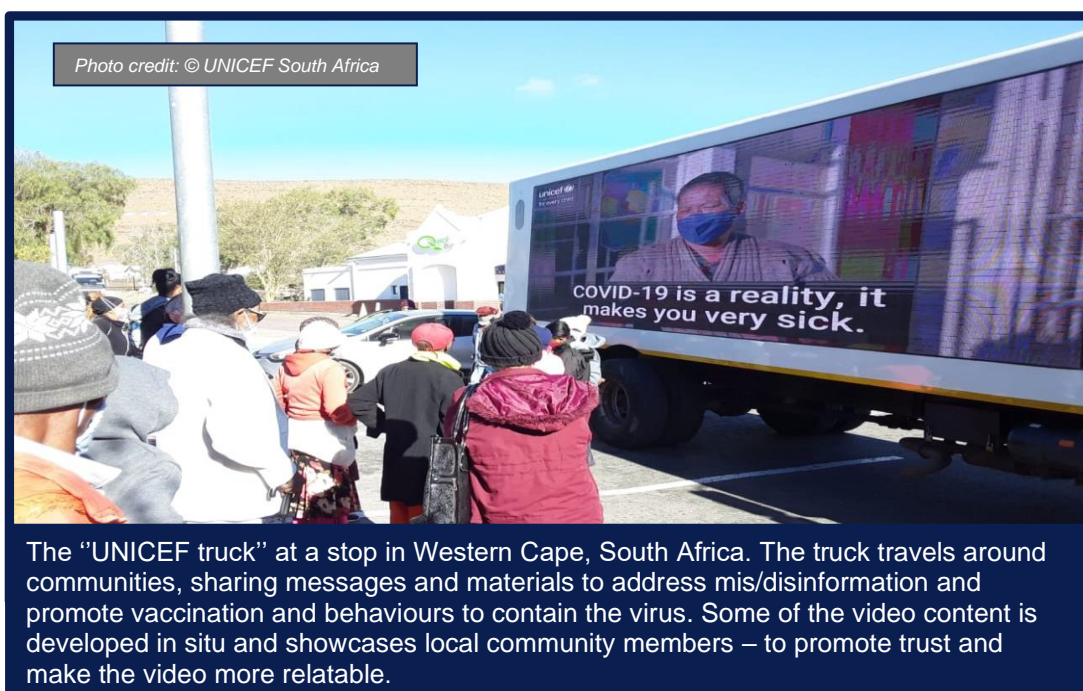 Photo credit: © UNICEF South Africa
unicef
for every child
COVID-19 is a reality, it
makes you very sick.
The ‘’UNICEF truck’’ at a stop in Western Cape, South Africa. The truck travels around
communities, sharing messages and materials to address mis/disinformation and
promote vaccination and behaviours to contain the virus. Some of the video content is
developed in situ and showcases local community members – to promote trust and
make the video more relatable.